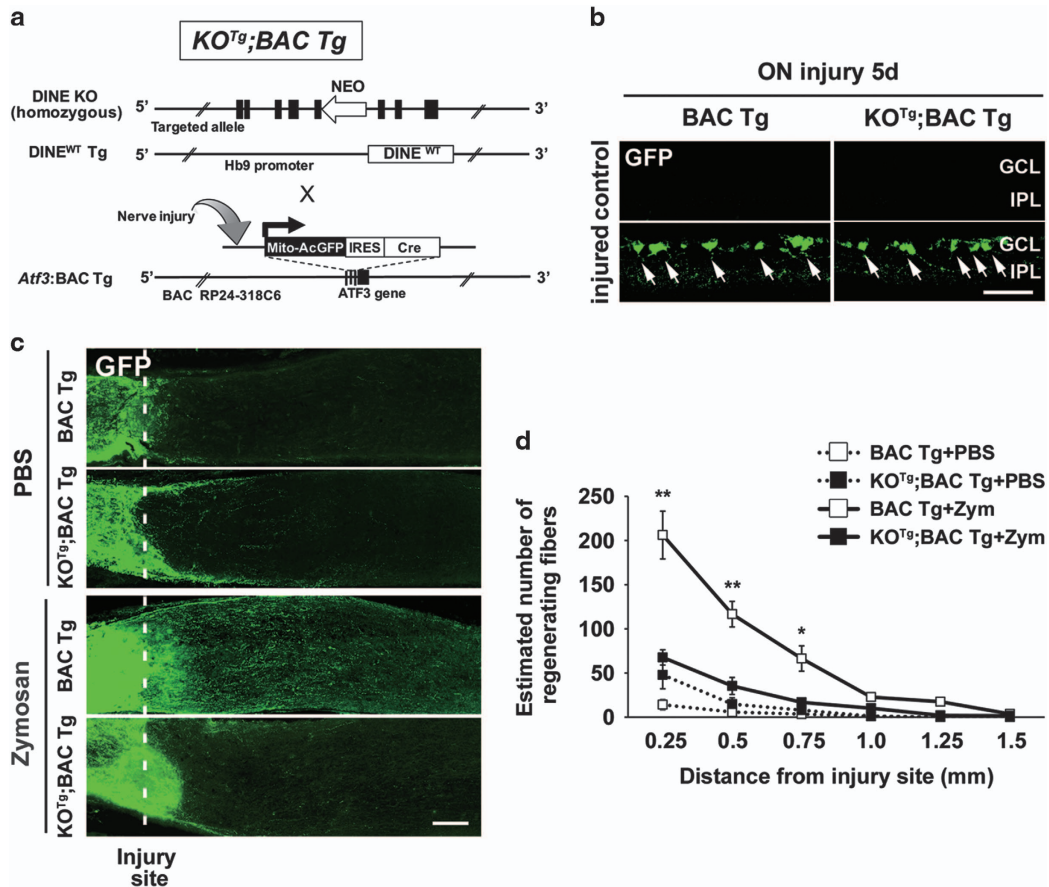 a
KO^Tg;BAC Tg
DINE KO
(homozygous)
5’
NEO
3’
Targeted allele
DINE^WT Tg
5’
DINE ^WT
3’
Hb9 promoter
X
Nerve injury
Mito-AcGFP IRES Cre
Atf3:BAC Tg
5’
3’
BAC RP24-318C6
ATF3 gene
b
ON injury 5d
BAC Tg
KO^Tg;BAC Tg
injured control
GFP
GCL
IPL
GCL
IPL
c
GFP
PBS
BAC Tg
KO^Tg;BAC Tg
Zymosan
BAC Tg
KO^Tg;BAC Tg
Injury
site
d
BAC Tg+PBS
KO^Tg;BAC Tg+PBS
BAC Tg+Zym
KO^Tg;BAC Tg+Zym
Estimated number of
regenerating fibers
250
200
150
100
50
0
**
**
*
0.25 0.5 0.75 1.0 1.25 1.5
Distance from injury site (mm)